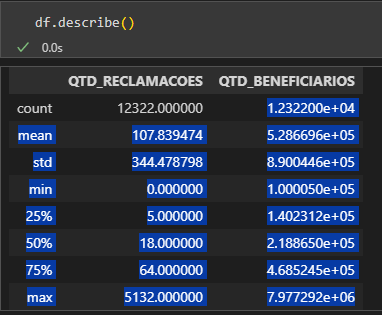 df.describe()
0.0s
QTD_RECLAMACOES QTD_BENEFICIARIOS
count 12322.000000 1.232200e+04
mean 107.839474 5.286696e+05
std 344.478798 8.900446e+05
min 0.000000 1.000050e+05
25% 5.000000 1.402312e+05
50% 18.000000 2.188650e+05
75% 64.000000 4.685245e+05
max 5132.000000 7.977292e+06